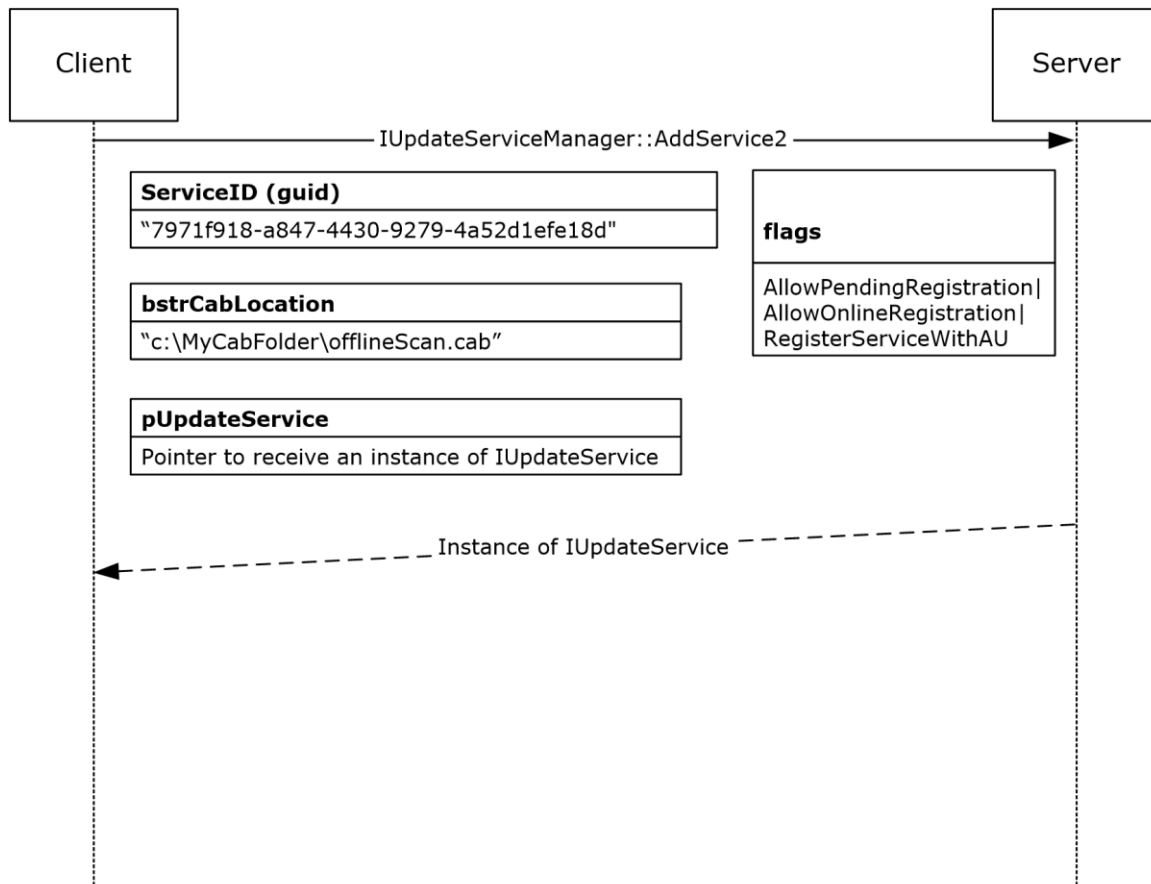 Client
Server
IUpdateServiceManager::AddService2
ServiceID (guid)
“7971f918-a847-4430-9279-4a52d1efe18d"
flags
AllowPendingRegistration|
AllowOnlineRegistration|
RegisterServiceWithAU
bstrCabLocation
“c:\MyCabFolder\offlineScan.cab”
pUpdateService
Pointer to receive an instance of IUpdateService
Instance of IUpdateService